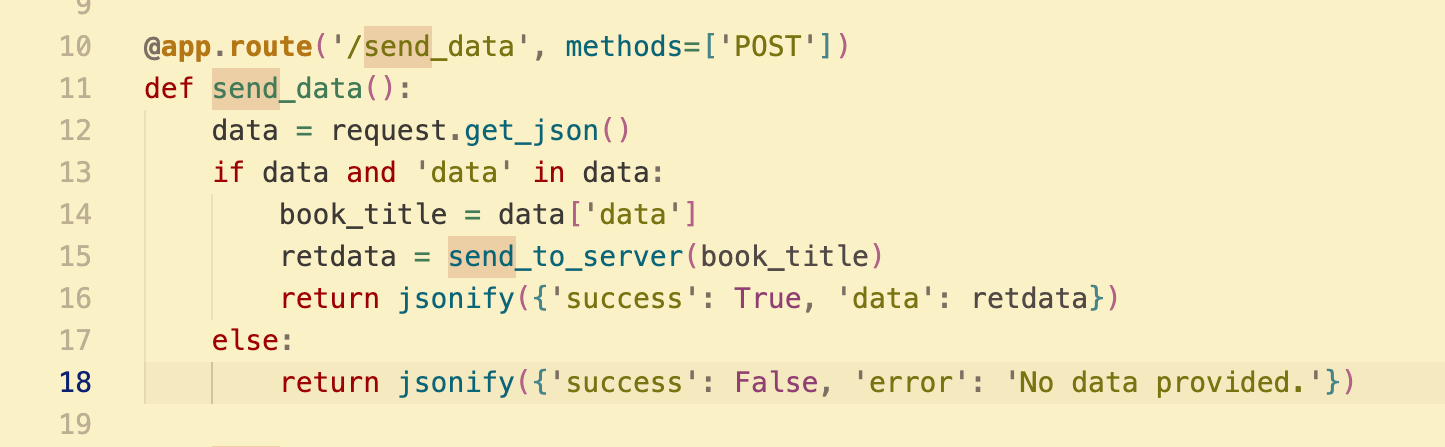 9
10 @app.route('/send_data', methods=['POST'])
11 def send_data():
12     data = request.get_json()
13     if data and 'data' in data:
14         book_title = data['data']
15         retdata = send_to_server(book_title)
16         return jsonify({'success': True, 'data': retdata})
17     else:
18         return jsonify({'success': False, 'error': 'No data provided.'})
19